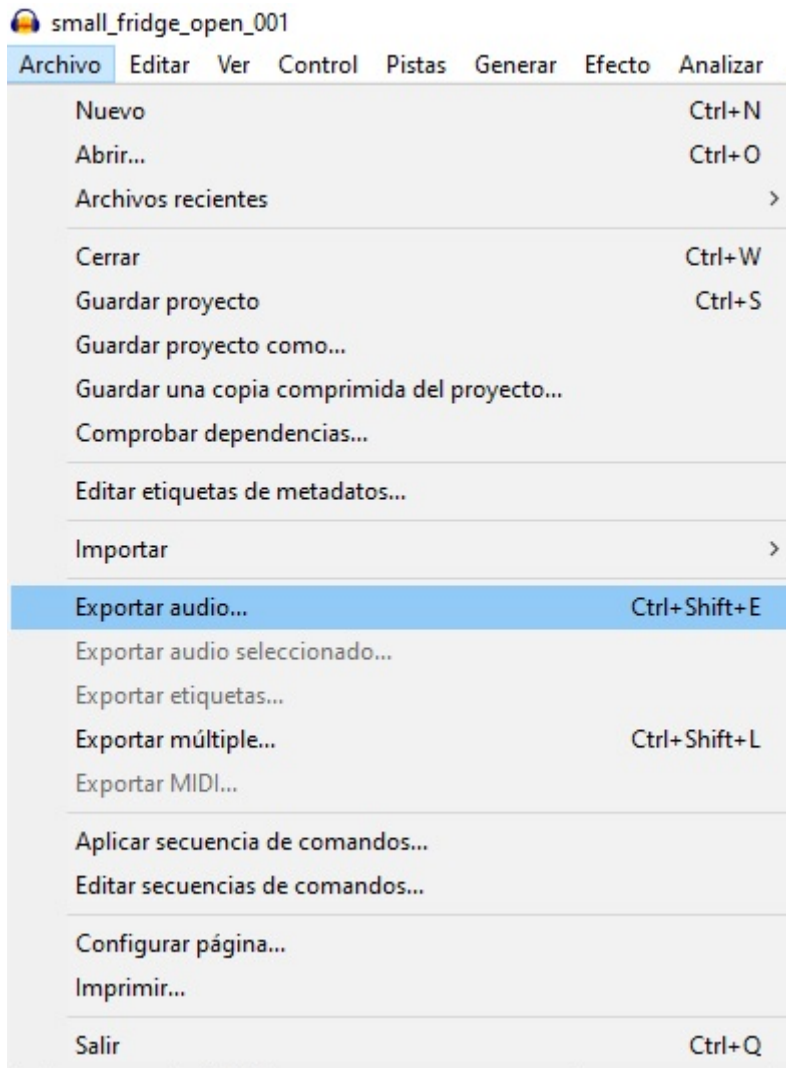 small_fridge_open_001
Archivo Editar Ver Control Pistas Generar Efecto Analizar
Nuevo Ctrl+N
Abrir... Ctrl+O
Archivos recientes >
Cerrar Ctrl+W
Guardar proyecto Ctrl+S
Guardar proyecto como...
Guardar una copia comprimida del proyecto...
Comprobar dependencias...
Editar etiquetas de metadatos...
Importar >
Exportar audio... Ctrl+Shift+E
Exportar audio seleccionado...
Exportar etiquetas...
Exportar múltiple... Ctrl+Shift+L
Exportar MIDI...
Aplicar secuencia de comandos...
Editar secuencias de comandos...
Configurar página...
Imprimir...
Salir Ctrl+Q